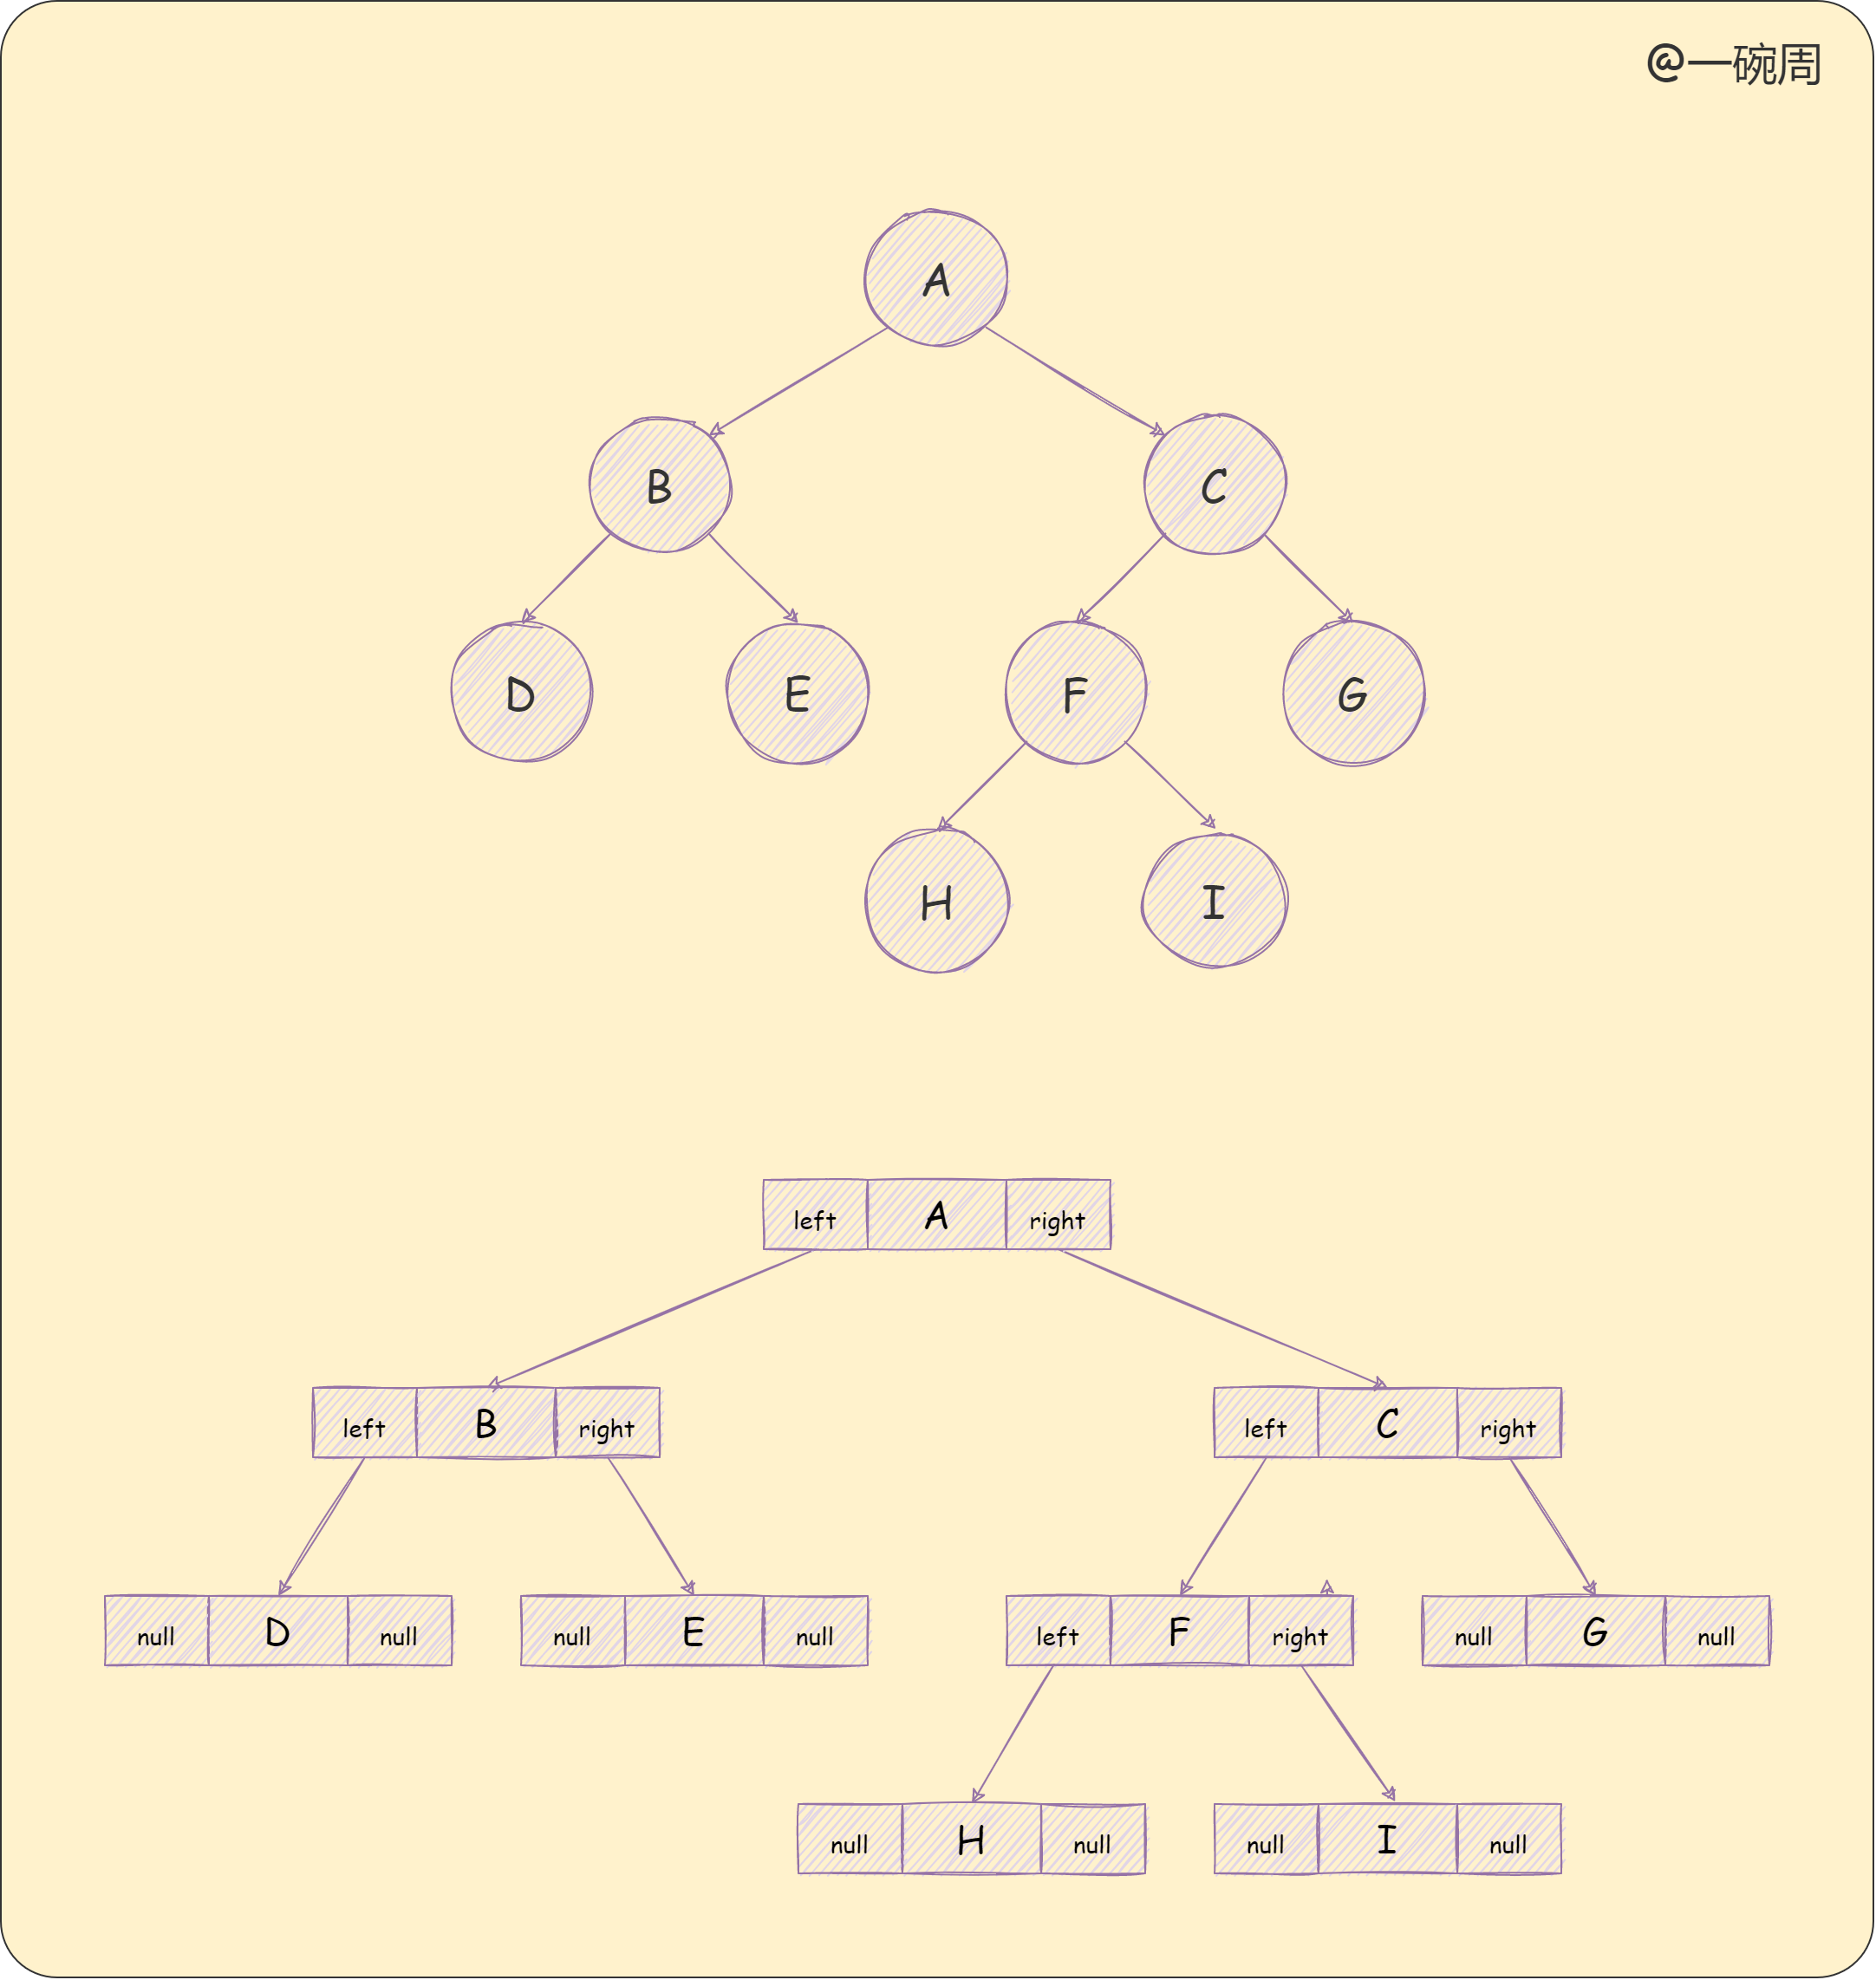 @一碗周
A
B C
D E F G
H I
left A right
left B right left C right
null D null null E null left F right null G null
null H null null I null